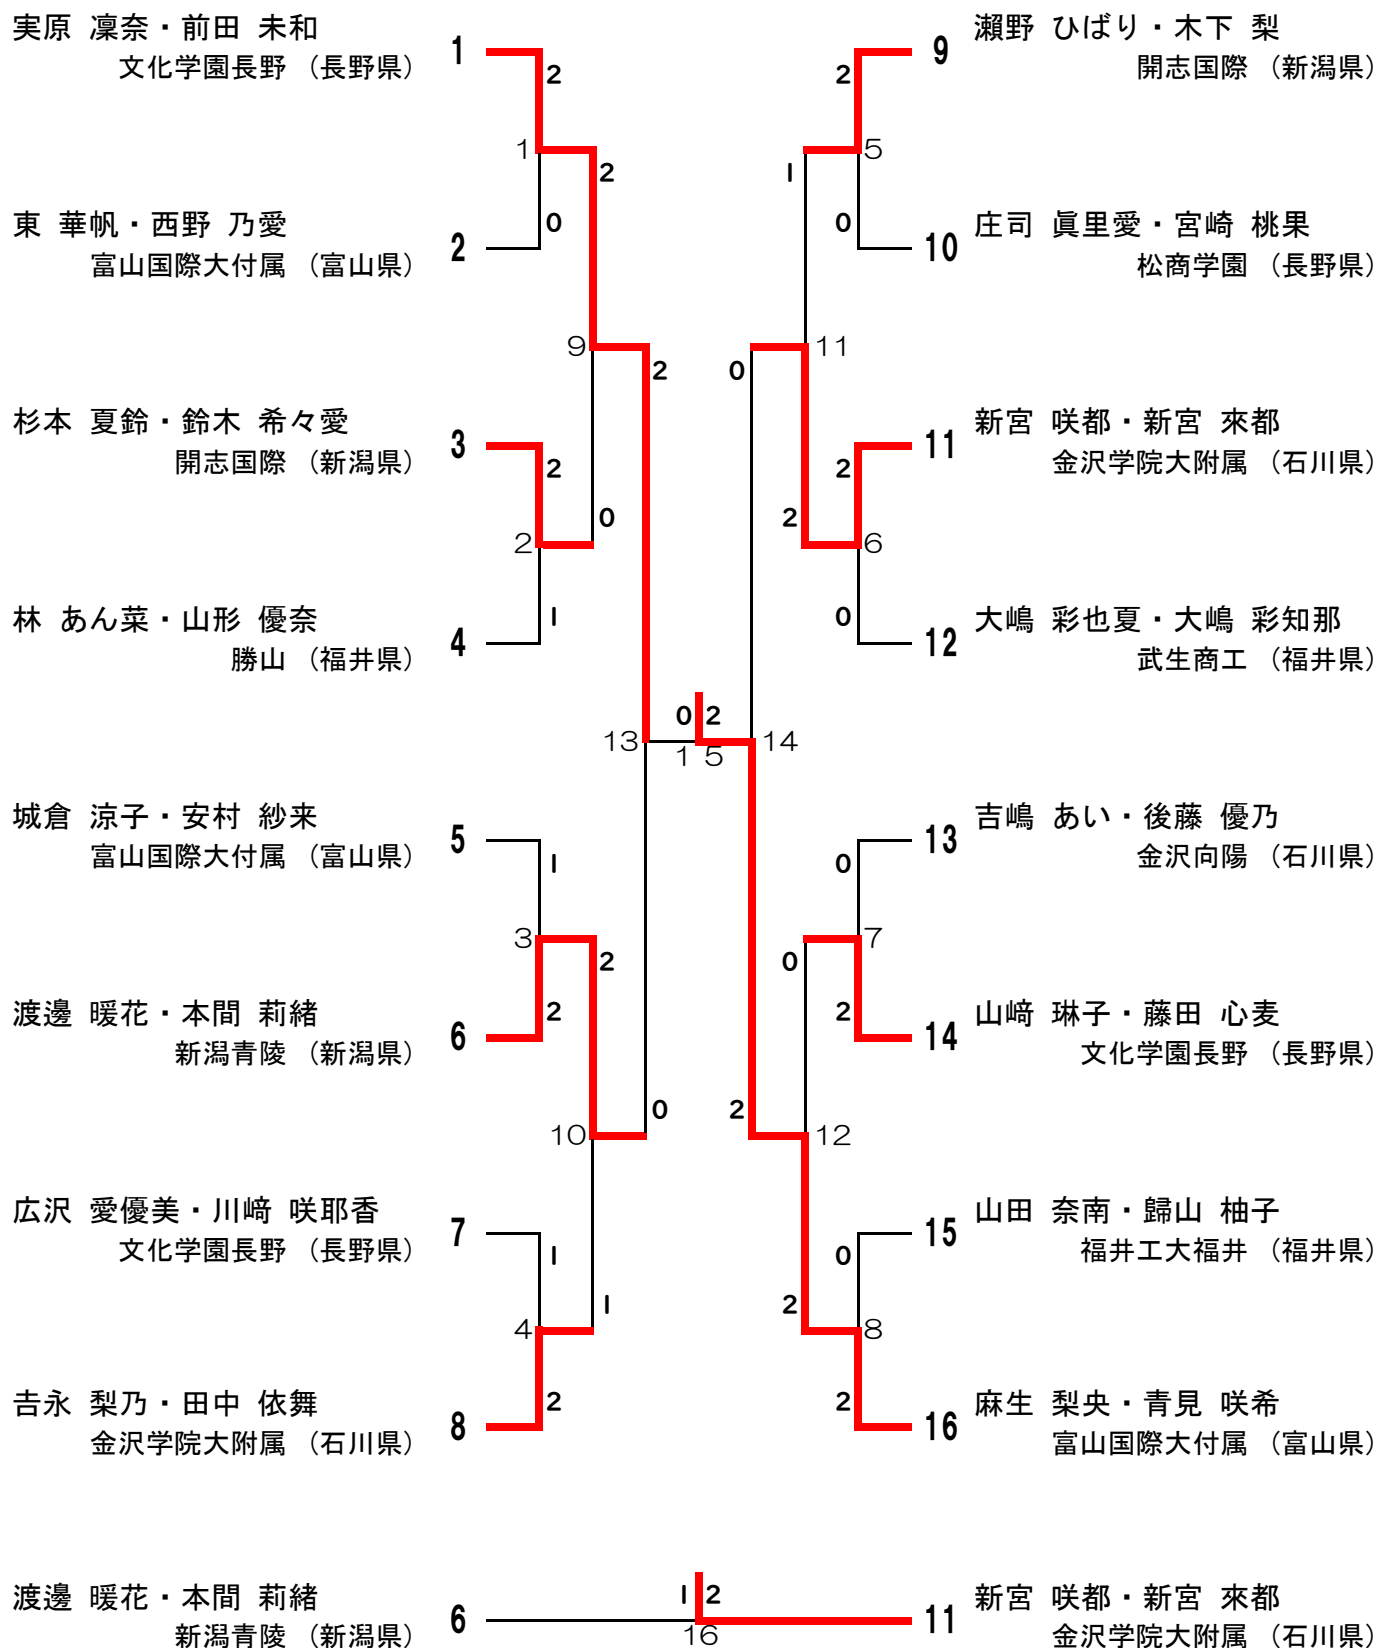 実原 凜奈・前田 未和
文化学園長野 （長野県）
1
東 華帆・西野 乃愛
富山国際大付属 （富山県）
2
杉本 夏鈴・鈴木 希々愛
開志国際 （新潟県）
3
林 あん菜・山形 優奈
勝山 （福井県）
4
城倉 涼子・安村 紗来
富山国際大付属 （富山県）
5
渡邊 暖花・本間 莉緒
新潟青陵 （新潟県）
6
広沢 愛優美・川﨑 咲耶香
文化学園長野 （長野県）
7
𠮷永 梨乃・田中 依舞
金沢学院大附属 （石川県）
8
2
1
0
2
9
2
2
0
1
2
13
1
3
2
2
0
10
1
4
1
2
0 2
1 5
2
5
0
1
11
0
2
6
2
0
14
0
7
0
2
2
12
0
8
2
2
瀨野 ひばり・木下 梨
開志国際 （新潟県）
9
庄司 眞里愛・宮崎 桃果
松商学園 （長野県）
10
新宮 咲都・新宮 來都
金沢学院大附属 （石川県）
11
大嶋 彩也夏・大嶋 彩知那
武生商工 （福井県）
12
吉嶋 あい・後藤 優乃
金沢向陽 （石川県）
13
山﨑 琳子・藤田 心麦
文化学園長野 （長野県）
14
山田 奈南・歸山 柚子
福井工大福井 （福井県）
15
麻生 梨央・青見 咲希
富山国際大付属 （富山県）
16
渡邊 暖花・本間 莉緒
新潟青陵 （新潟県）
6
1 2
16
11
新宮 咲都・新宮 來都
金沢学院大附属 （石川県）